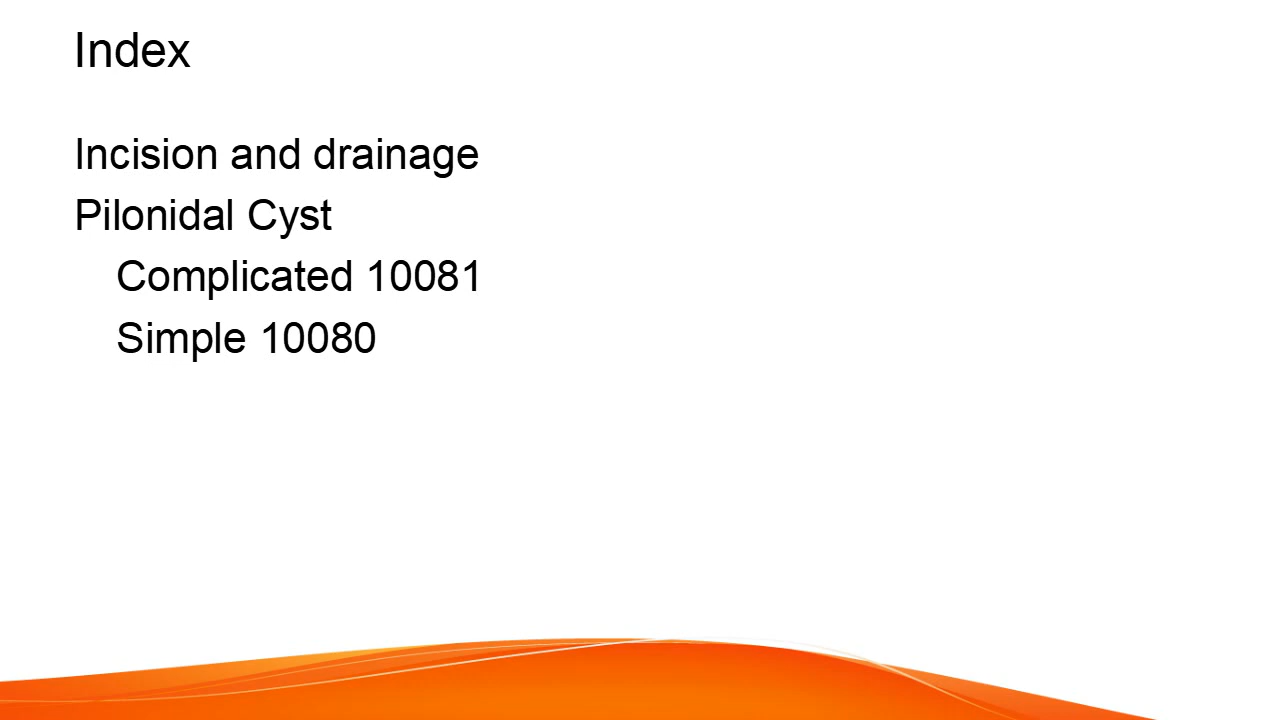 Index
Incision and drainage
Pilonidal Cyst
Complicated 10081
Simple 10080